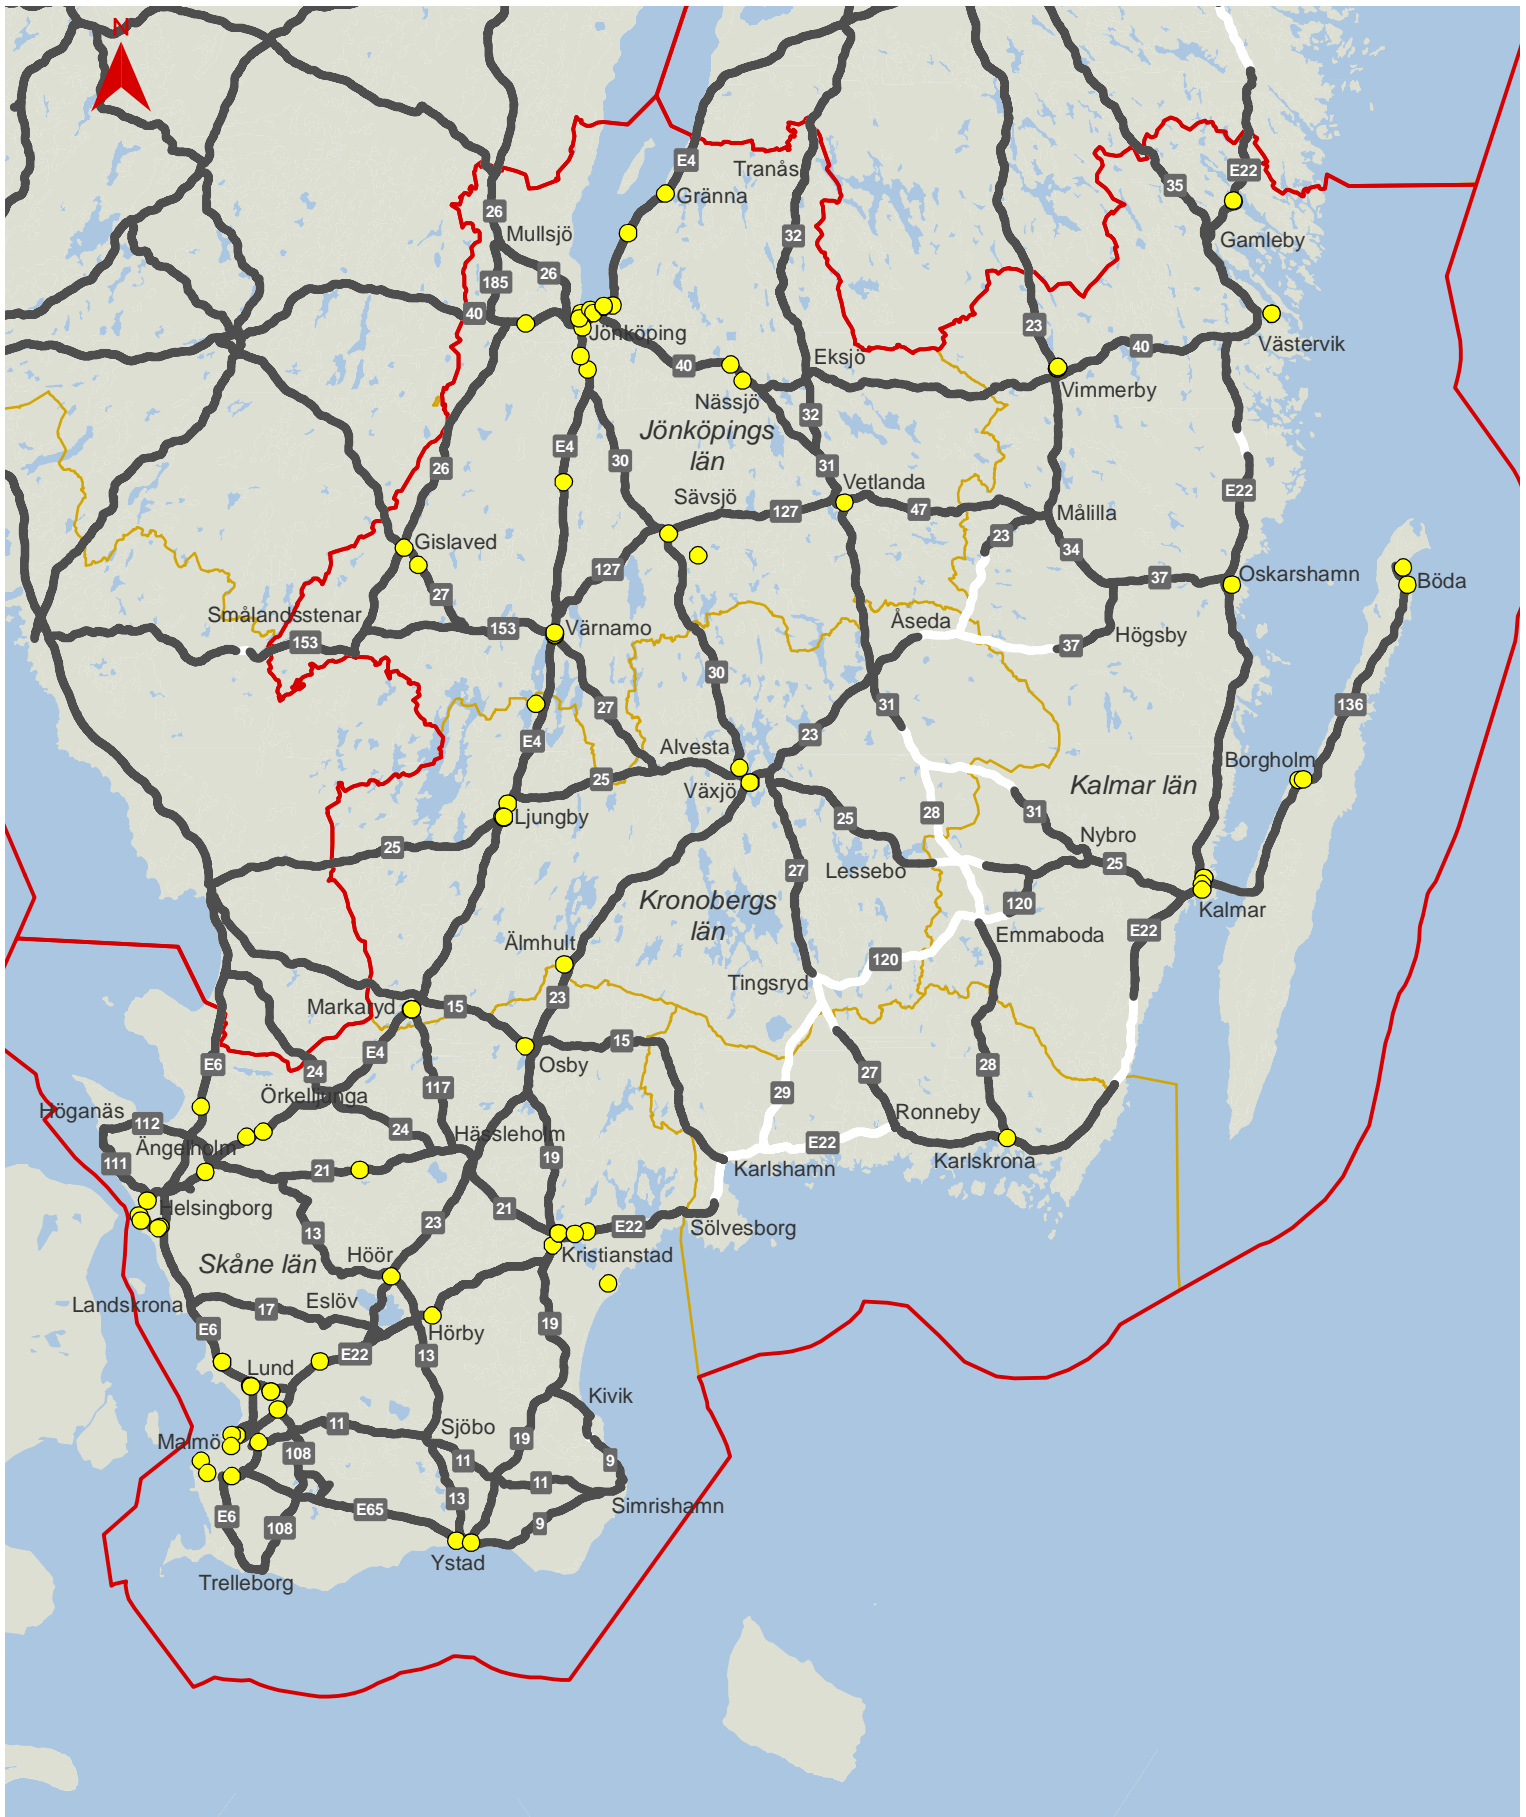 N
E4
Tranås
E22
35
Gränna
26
32
Gamleby
Mullsjö
26
185
40
Jönköping
23
40
Västervik
Eksjö
40
Vimmerby
Nässjö
32
Jönköpings
län
E4
30
31
26
Vetlanda
E22
Sävsjö
127
47
Målilla
23
Gislaved
34
127
37
Oskarshamn
Böda
27
Smålandsstenar
153
Värnamo
Åseda
Högsby
153
37
30
31
136
27
23
E4
Alvesta
Borgholm
25
Växjö
Kalmar län
Ljungby
25
28
31
Nybro
25
25
27
Lessebo
Kronobergs
län
120
Kalmar
E22
Emmaboda
Älmhult
120
Tingsryd
23
Markaryd
15
15
E4
E6
Osby
24
27
28
117
29
Örkelljunga
Höganäs
112
Ronneby
24
Hässleholm
E22
Ängelholm
111
21
19
Karlshamn
Karlskrona
Helsingborg
21
23
E22
Sölvesborg
13
Kristianstad
Höör
Skåne län
Landskrona
Eslöv
17
19
E6
Hörby
E22
13
Lund
Kivik
11
Sjöbo
Malmö
19
108
11
9
11
13
Simrishamn
E65
E6
9
108
Ystad
Trelleborg